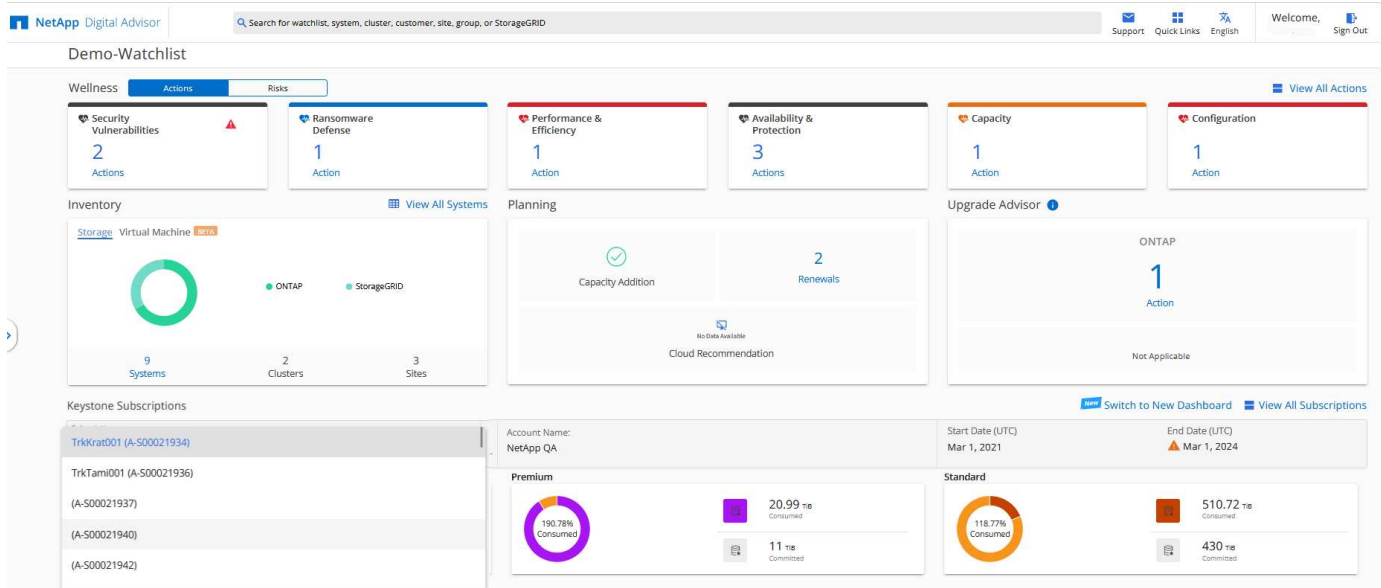 NetApp Digital Advisor
Search for watchlist, system, cluster, customer, site, group, or StorageGRID
Support
Quick Links
English
Welcome,
Sign Out
Demo-Watchlist
Wellness
Actions
Risks
View All Actions
Security
Vulnerabilities
2
Actions
Ransomware
Defense
1
Action
Performance &
Efficiency
1
Action
Availability &
Protection
3
Actions
Capacity
1
Action
Configuration
1
Action
Inventory
View All Systems
Storage
Virtual Machine
BETA
ONTAP
StorageGRID
9
Systems
2
Clusters
3
Sites
Planning
Capacity Addition
2
Renewals
No Data Available
Cloud Recommendation
Upgrade Advisor
ONTAP
1
Action
Not Applicable
Keystone Subscriptions
New
Switch to New Dashboard
View All Subscriptions
TrkKrat001 (A-S00021934)
TrkTami001 (A-S00021936)
(A-S00021937)
(A-S00021940)
(A-S00021942)
Account Name:
NetApp QA
Start Date (UTC)
Mar 1, 2021
End Date (UTC)
Mar 1, 2024
Premium
190.78%
Consumed
20.99 TiB
Consumed
11 TiB
Committed
Standard
118.77%
Consumed
510.72 TiB
Consumed
430 TiB
Committed